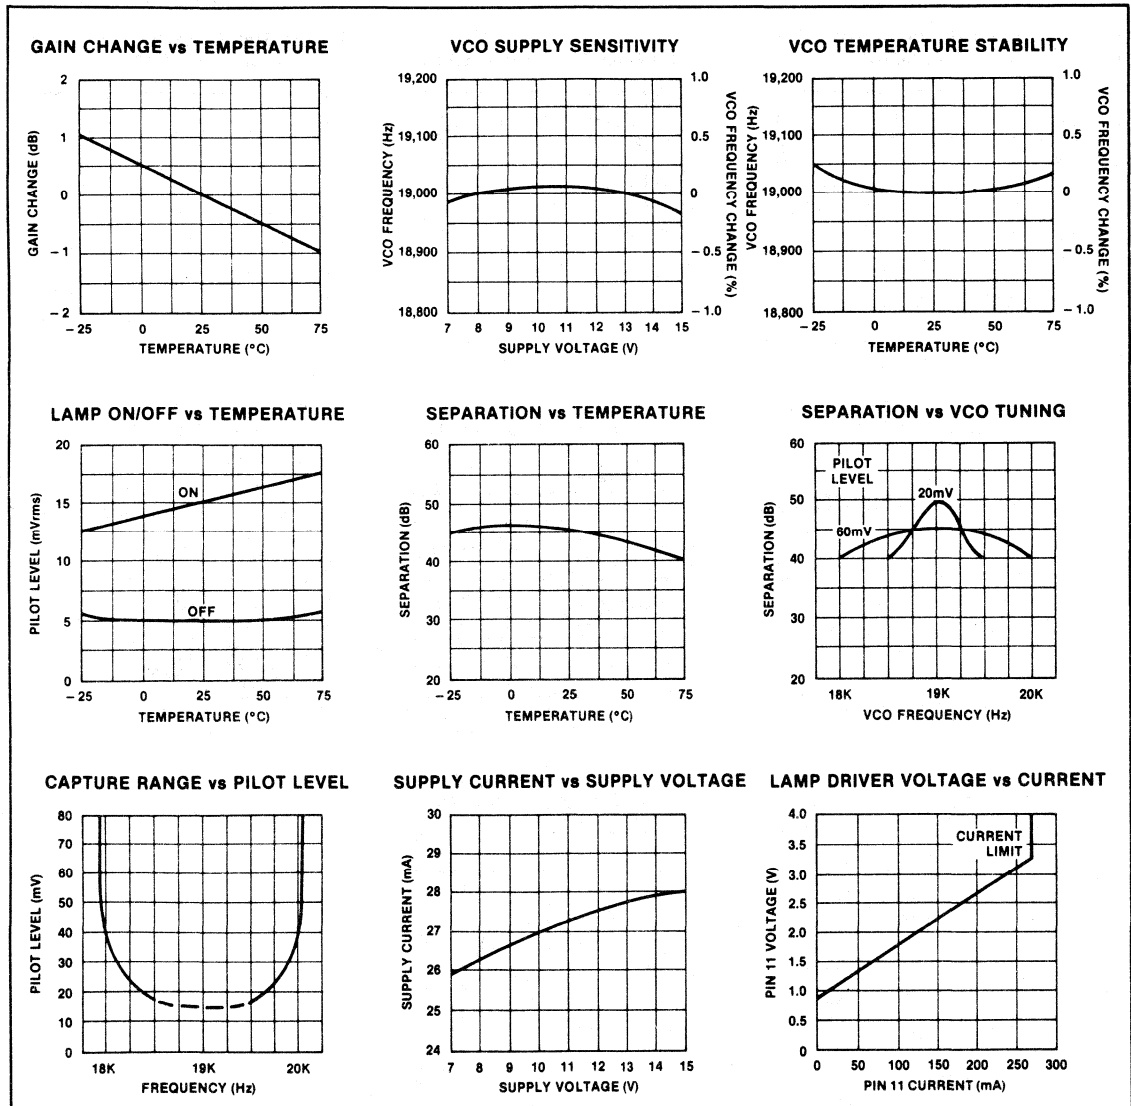 GAIN CHANGE vs TEMPERATURE
GAIN CHANGE (dB)
2
1
0
– 1
– 2
– 25
0
25
50
75
TEMPERATURE (°C)
VCO SUPPLY SENSITIVITY
VCO FREQUENCY (Hz)
19,200
19,100
19,000
18,900
18,800
1.0
0.5
0
– 0.5
– 1.0
VCO FREQUENCY CHANGE (%)
7 8 9 10 11 12 13 14 15
SUPPLY VOLTAGE (V)
VCO TEMPERATURE STABILITY
VCO FREQUENCY (Hz)
19,200
19,100
19,000
18,900
18,800
1.0
0.5
0
– 0.5
– 1.0
VCO FREQUENCY CHANGE (%)
– 25 0 25 50 75
TEMPERATURE (°C)
LAMP ON/OFF vs TEMPERATURE
PILOT LEVEL (mVrms)
20
15
10
5
0
ON
OFF
– 25 0 25 50 75
TEMPERATURE (°C)
SEPARATION vs TEMPERATURE
SEPARATION (dB)
60
50
40
30
20
– 25 0 25 50 75
TEMPERATURE (°C)
SEPARATION vs VCO TUNING
SEPARATION (dB)
60
50
40
30
20
PILOT
LEVEL
20mV
60mV
18K 19K 20K
VCO FREQUENCY (Hz)
CAPTURE RANGE vs PILOT LEVEL
PILOT LEVEL (mV)
80
70
60
50
40
30
20
10
0
18K 19K 20K
FREQUENCY (Hz)
SUPPLY CURRENT vs SUPPLY VOLTAGE
SUPPLY CURRENT (mA)
30
29
28
27
26
25
24
7 8 9 10 11 12 13 14 15
SUPPLY VOLTAGE (V)
LAMP DRIVER VOLTAGE vs CURRENT
PIN 11 VOLTAGE (V)
4.0
3.5
3.0
2.5
2.0
1.5
1.0
0.5
0
CURRENT
LIMIT
0 50 100 150 200 250 300
PIN 11 CURRENT (mA)